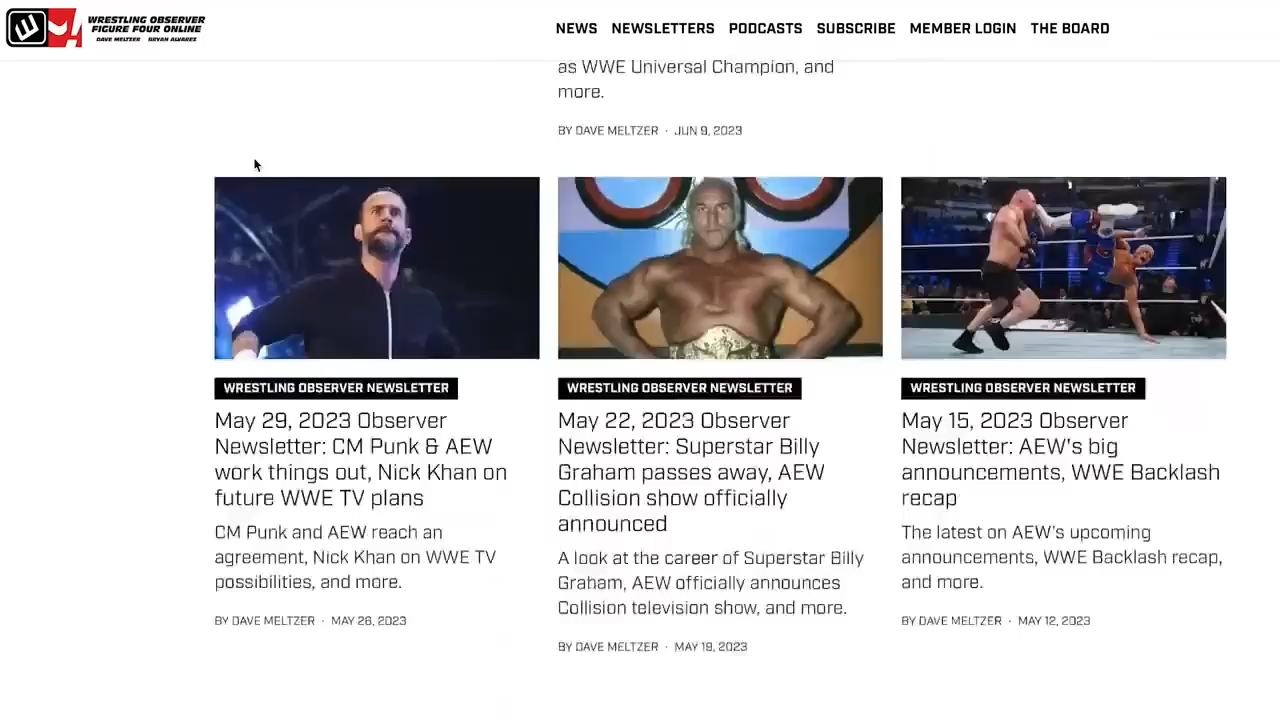 WRESTLING OBSERVER
FIGURE FOUR ONLINE
DAVE MELTZER BRYAN ALVAREZ
NEWS NEWSLETTERS PODCASTS SUBSCRIBE MEMBER LOGIN THE BOARD
as WWE Universal Champion, and
more.
BY DAVE MELTZER · JUN 9, 2023
WRESTLING OBSERVER NEWSLETTER
May 29, 2023 Observer
Newsletter: CM Punk & AEW
work things out, Nick Khan on
future WWE TV plans
CM Punk and AEW reach an
agreement, Nick Khan on WWE TV
possibilities, and more.
BY DAVE MELTZER · MAY 26, 2023
WRESTLING OBSERVER NEWSLETTER
May 22, 2023 Observer
Newsletter: Superstar Billy
Graham passes away, AEW
Collision show officially
announced
A look at the career of Superstar Billy
Graham, AEW officially announces
Collision television show, and more.
BY DAVE MELTZER · MAY 19, 2023
WRESTLING OBSERVER NEWSLETTER
May 15, 2023 Observer
Newsletter: AEW's big
announcements, WWE Backlash
recap
The latest on AEW's upcoming
announcements, WWE Backlash recap,
and more.
BY DAVE MELTZER · MAY 12, 2023